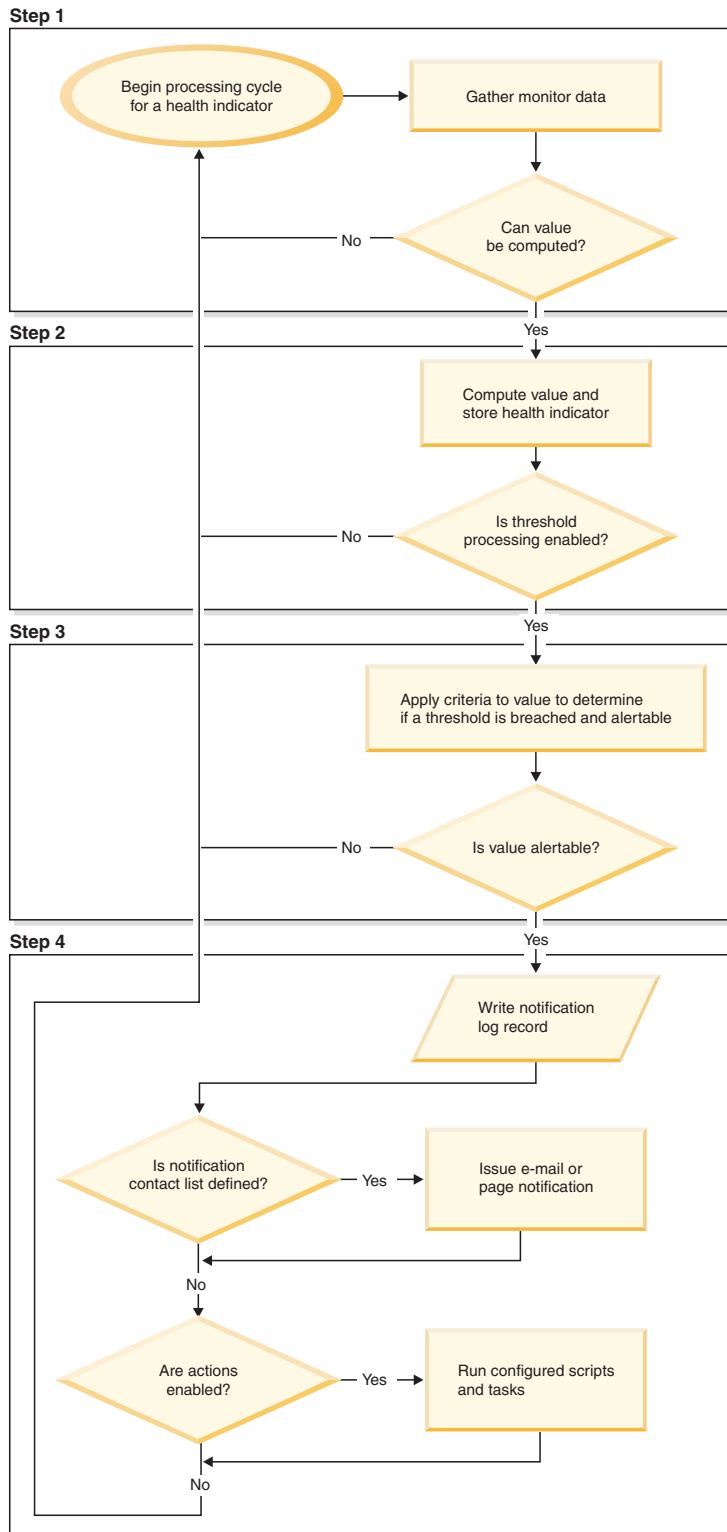 Step 1
Begin processing cycle
for a health indicator
Gather monitor data
Can value
be computed?
No
Yes
Step 2
Compute value and
store health indicator
Is threshold
processing enabled?
No
Yes
Step 3
Apply criteria to value to determine
if a threshold is breached and alertable
Is value alertable?
No
Yes
Step 4
Write notification
log record
Is notification
contact list defined?
Yes
Issue e-mail or
page notification
No
Are actions
enabled?
Yes
Run configured scripts
and tasks
No